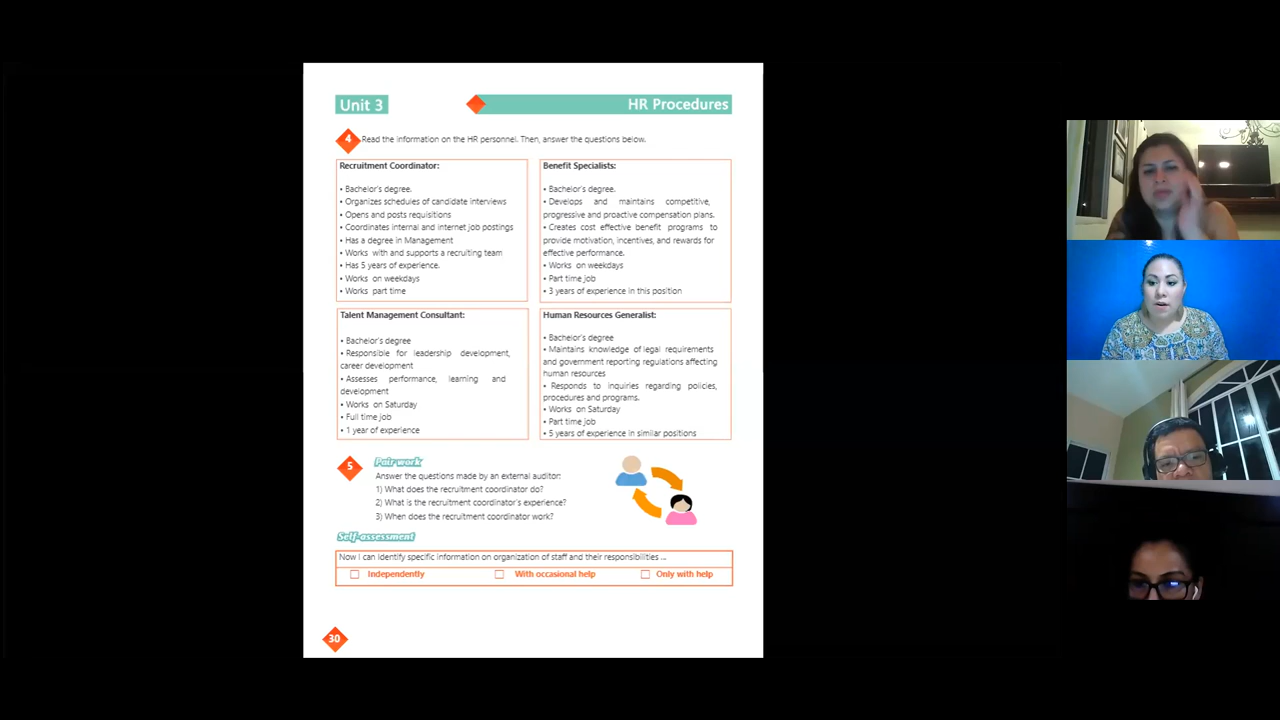 Unit 3
HR Procedures
4
Read the information on the HR personnel. Then, answer the questions below.
Recruitment Coordinator:
• Bachelor's degree.
• Organizes schedules of candidate interviews
• Opens and posts requisitions
• Coordinates internal and internet job postings
• Has a degree in Management
• Works with and supports a recruiting team
• Has 5 years of experience.
• Works on weekdays
• Works part time
Benefit Specialists:
• Bachelor's degree.
• Develops and maintains competitive,
progressive and proactive compensation plans.
• Creates cost effective benefit programs to
provide motivation, incentives, and rewards for
effective performance.
• Works on weekdays
• Part time job
• 3 years of experience in this position
Talent Management Consultant:
• Bachelor's degree
• Responsible for leadership development,
career development
• Assesses performance, learning and
development
• Works on Saturday
• Full time job
• 1 year of experience
Human Resources Generalist:
• Bachelor's degree
• Maintains knowledge of legal requirements
and government reporting regulations affecting
human resources
• Responds to inquiries regarding policies,
procedures and programs.
• Works on Saturday
• Part time job
• 5 years of experience in similar positions
5
Pair work
Answer the questions made by an external auditor:
1) What does the recruitment coordinator do?
2) What is the recruitment coordinator's experience?
3) When does the recruitment coordinator work?
Self-assessment
Now I can identify specific information on organization of staff and their responsibilities ...
Independently
With occasional help
Only with help
30